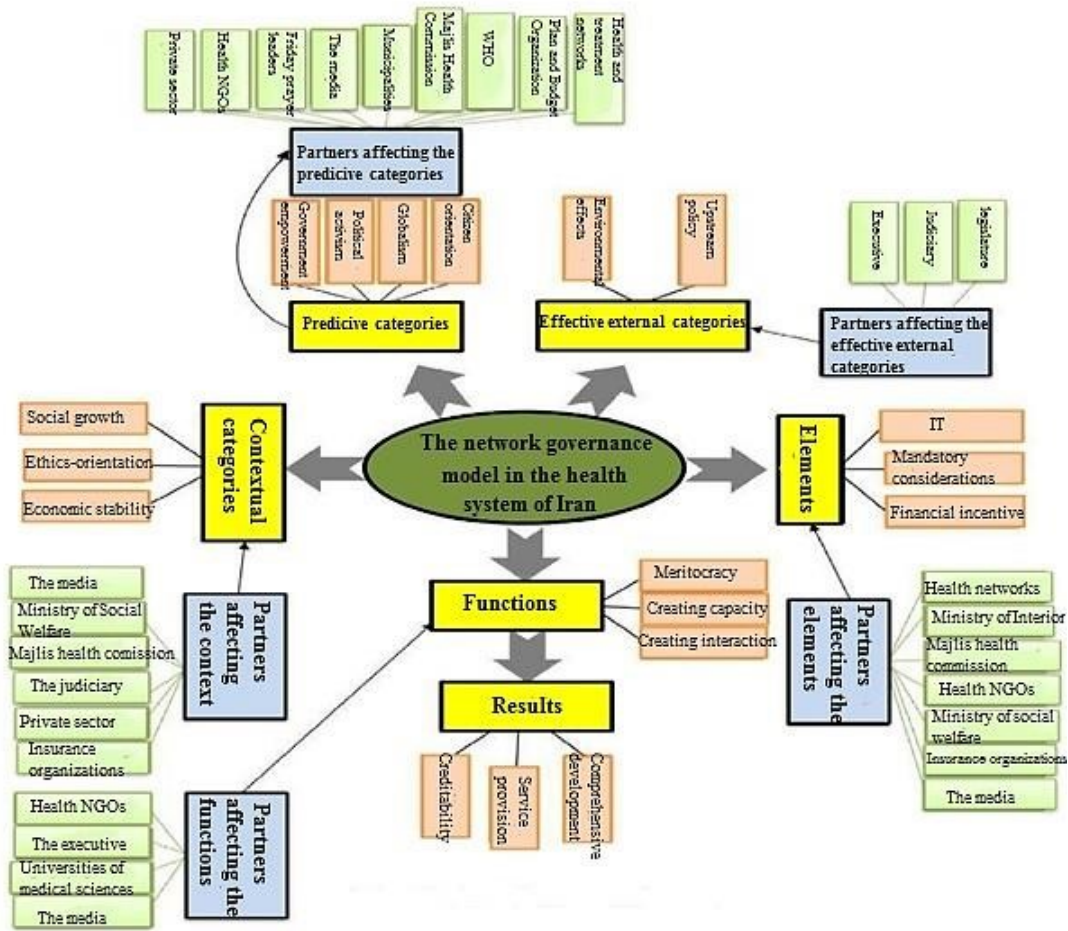 Private sector
Health NGOs
Friday prayer
leaders
The media
Municipalities
Majlis Health
Commission
WHO
Plan and Budget
Organization
Health and
treatment
networks
Partners affecting the
predicive categories
Government
empowerment
Political
activism
Globalism
Citizen
orientation
Predicive categories
Environmental
effects
Upstream
policy
Effective external categories
Executive
Judiciary
legislature
Partners affecting the
effective external
categories
The network governance
model in the health
system of Iran
Social growth
Ethics-orientation
Economic stability
Contextual
categories
Elements
IT
Mandatory
considerations
Financial incentive
The media
Ministry of Social
Welfare
Majlis health comission
The judiciary
Private sector
Insurance
organizations
Partners
affecting
the context
Functions
Meritocracy
Creating capacity
Creating interaction
Results
Creditability
Service
provision
Comprehensive
development
Partners
affecting the
elements
Health networks
Ministry of Interior
Majlis health
commission
Health NGOs
Ministry of social
welfare
Insurance organizations
The media
Health NGOs
The executive
Universities of
medical sciences
The media
Partners
affecting the
functions